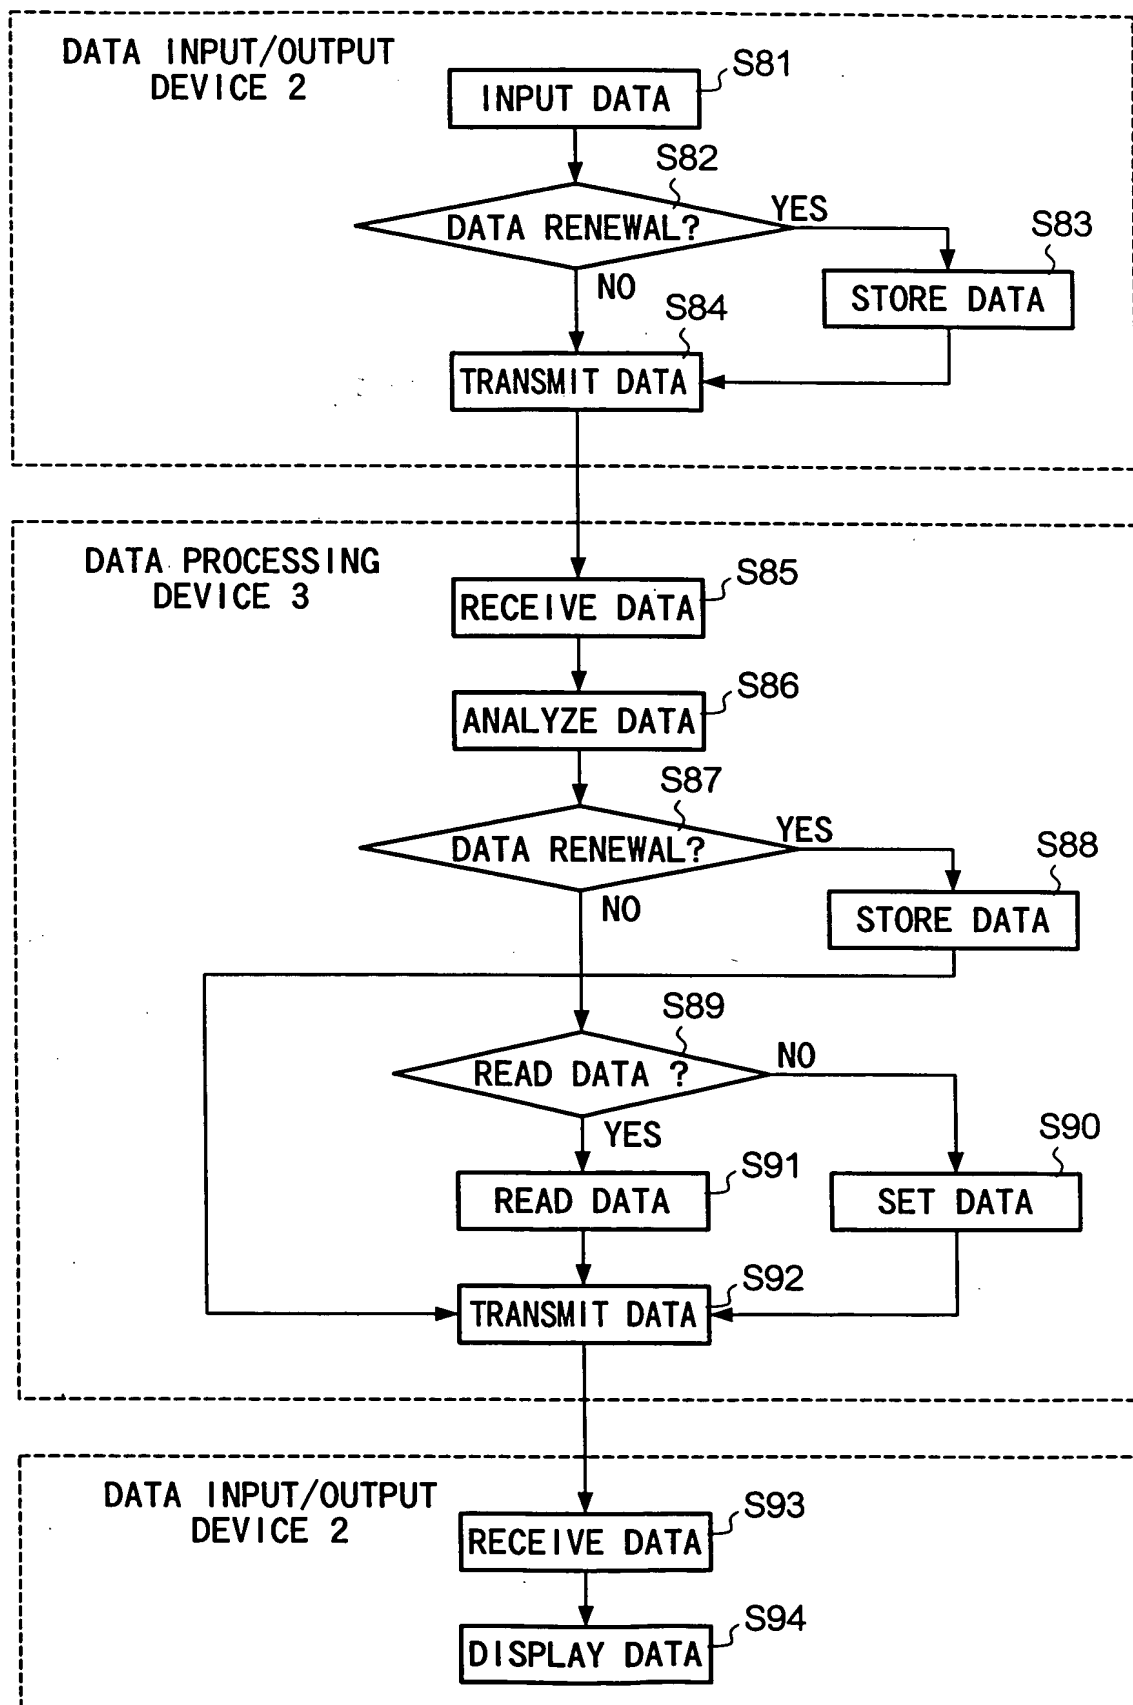 DATA INPUT/OUTPUT
DEVICE 2
S81
INPUT DATA
S82
DATA RENEWAL?
YES
NO
S83
STORE DATA
S84
TRANSMIT DATA
DATA PROCESSING
DEVICE 3
S85
RECEIVE DATA
S86
ANALYZE DATA
S87
DATA RENEWAL?
YES
NO
S88
STORE DATA
S89
READ DATA ?
NO
YES
S90
SET DATA
S91
READ DATA
S92
TRANSMIT DATA
DATA INPUT/OUTPUT
DEVICE 2
S93
RECEIVE DATA
S94
DISPLAY DATA